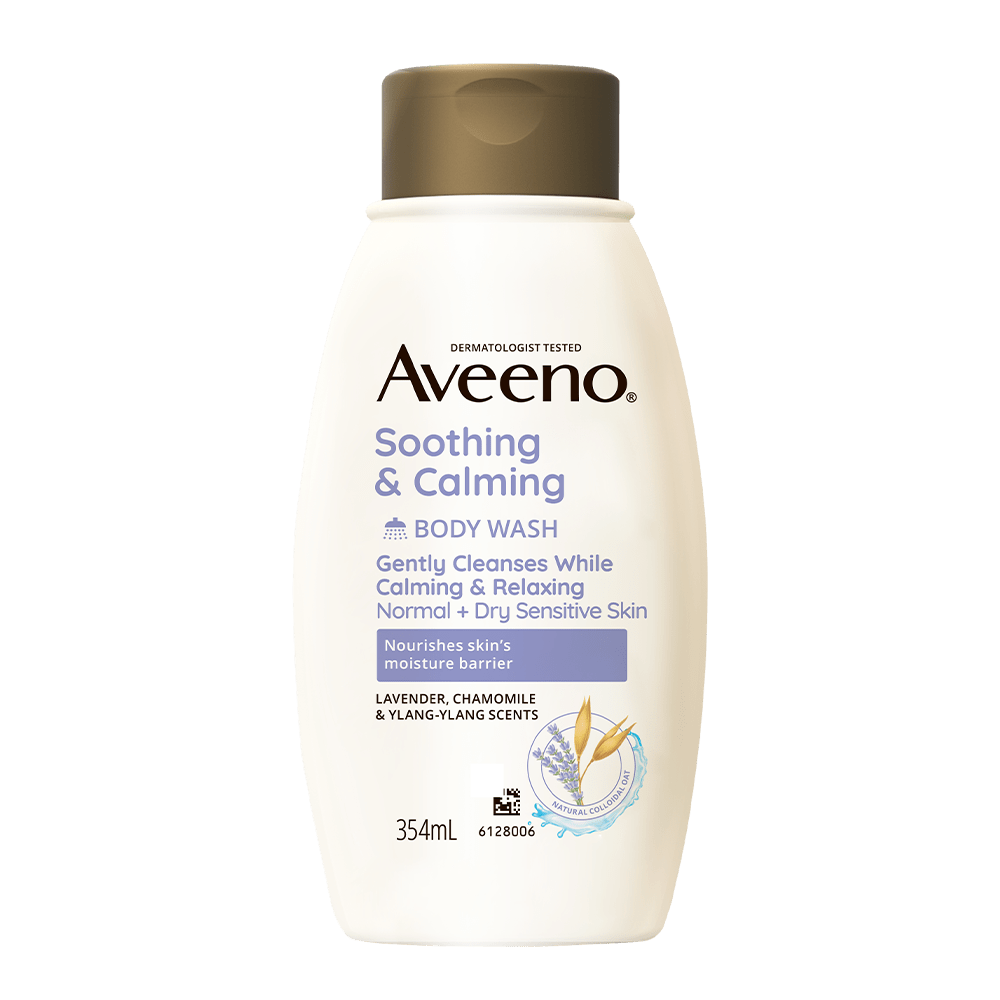 DERMATOLOGIST TESTED
Aveeno®
Soothing
& Calming
BODY WASH
Gently Cleanses While
Calming & Relaxing
Normal + Dry Sensitive Skin
Nourishes skin's
moisture barrier
LAVENDER, CHAMOMILE
& YLANG-YLANG SCENTS
NATURAL COLLOIDAL OAT
354mL
6128006